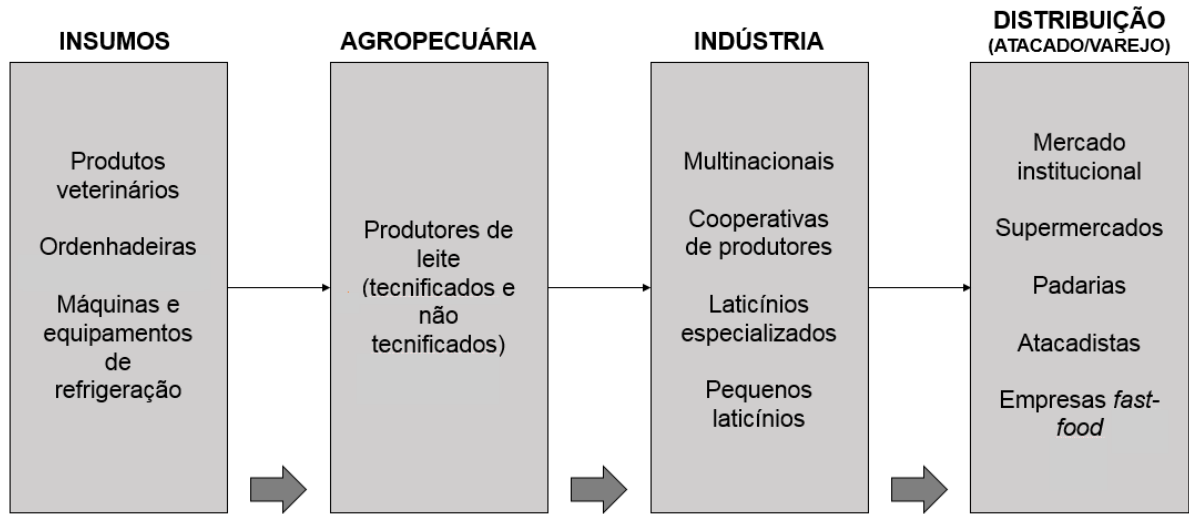 INSUMOS
Produtos
veterinários
Ordenhadeiras
Máquinas e
equipamentos
de
refrigeração
AGROPECUÁRIA
Produtores de
leite
(tecnificados e
não
tecnificados)
INDÚSTRIA
Multinacionais
Cooperativas
de produtores
Laticínios
especializados
Pequenos
laticínios
DISTRIBUIÇÃO
(ATACADO/VAREJO)
Mercado
institucional
Supermercados
Padarias
Atacadistas
Empresas fast-
food